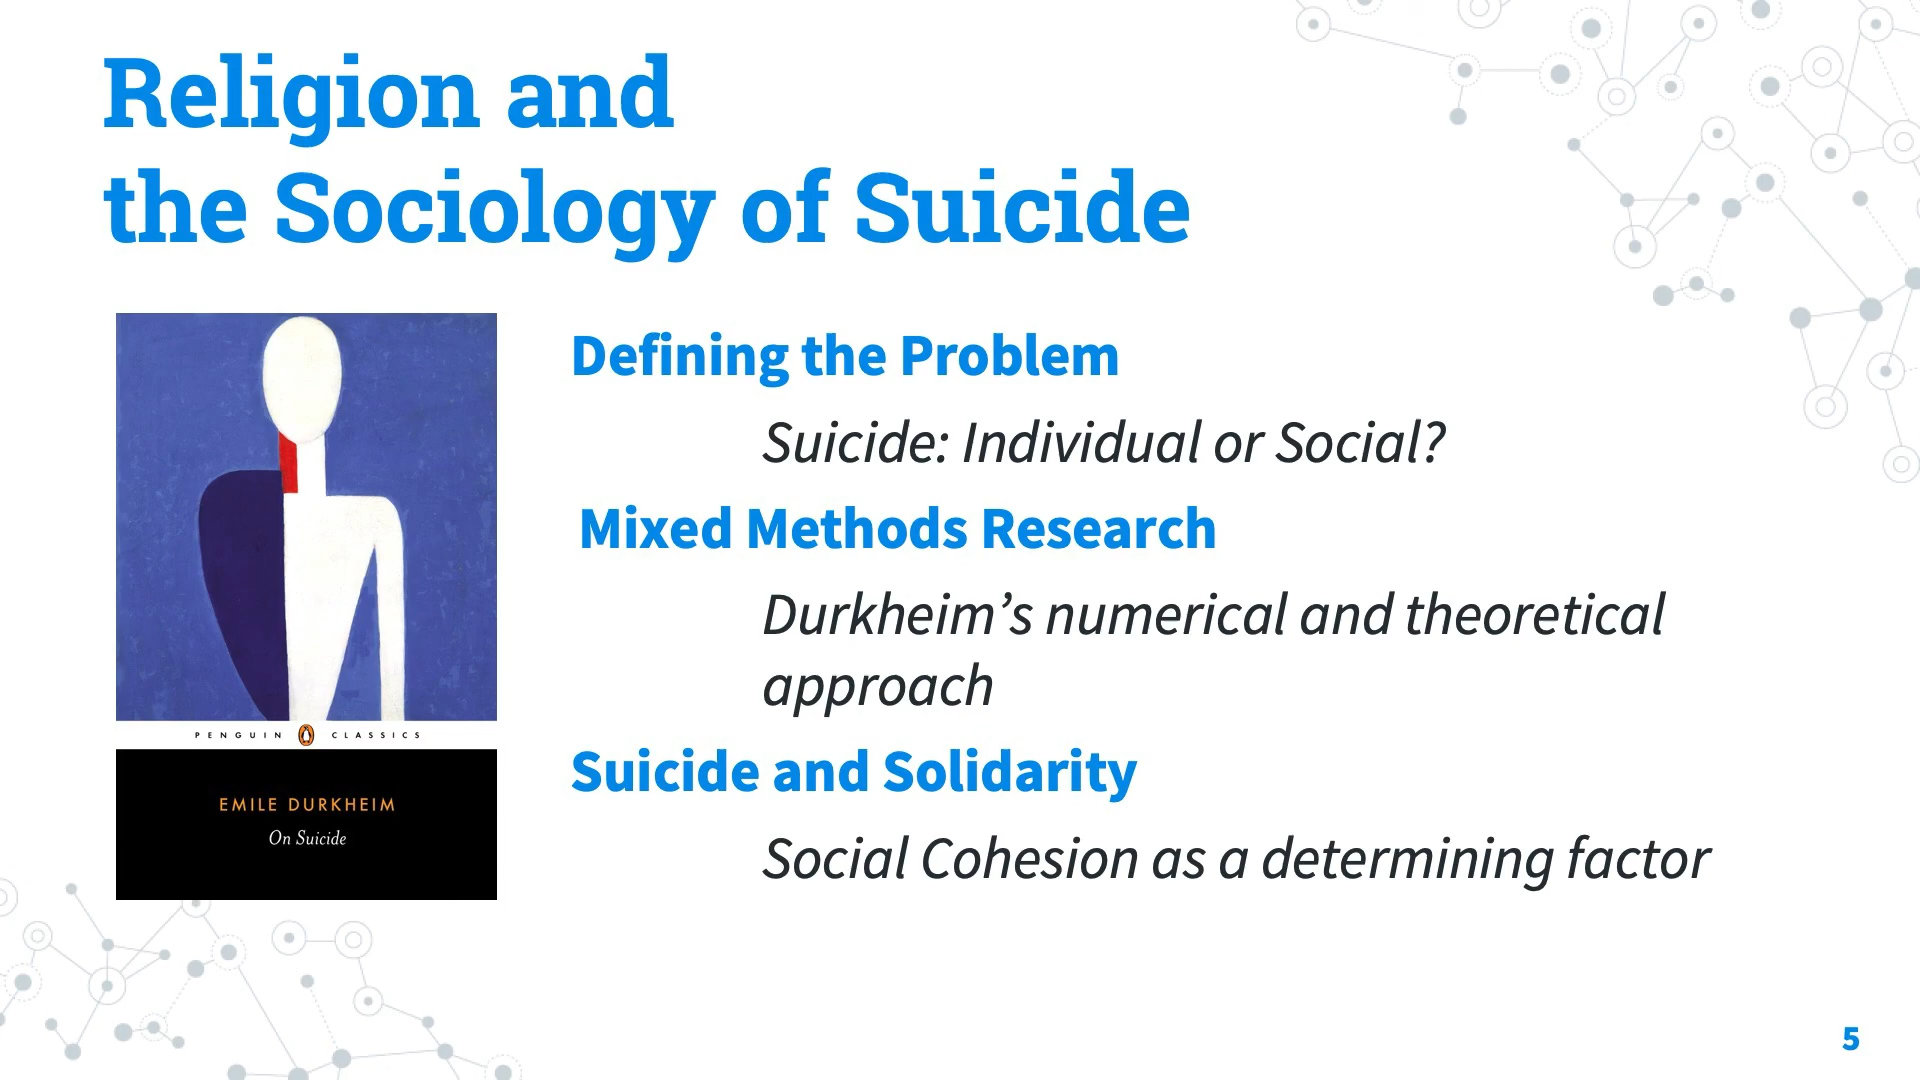 Religion and
the Sociology of Suicide
Defining the Problem
Suicide: Individual or Social?
Mixed Methods Research
Durkheim’s numerical and theoretical
approach
Suicide and Solidarity
Social Cohesion as a determining factor
PENGUIN CLASSICS
EMILE DURKHEIM
On Suicide
5